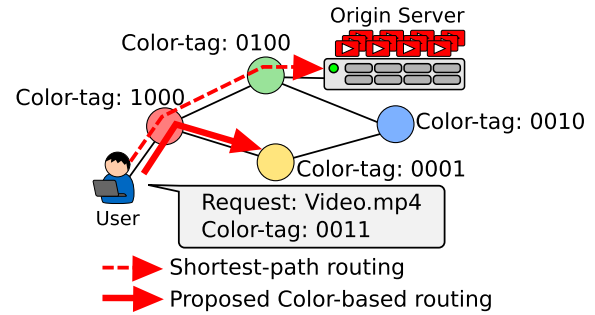 Origin Server
Color-tag: 0100
Color-tag: 1000
Color-tag: 0010
Color-tag: 0001
User
Request: Video.mp4
Color-tag: 0011
Shortest-path routing
Proposed Color-based routing